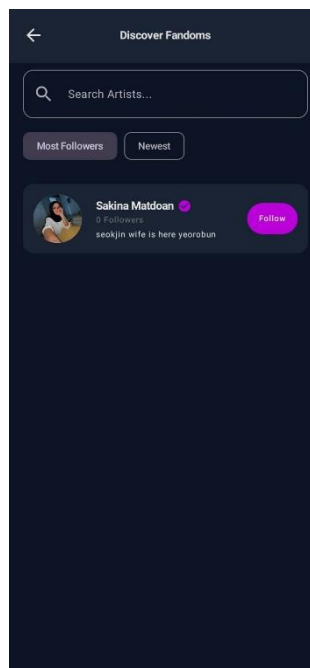 Discover Fandoms
Search Artists...
Most Followers
Newest
Sakina Matdoan
0 Followers
Follow
seokjin wife is here yeorobun